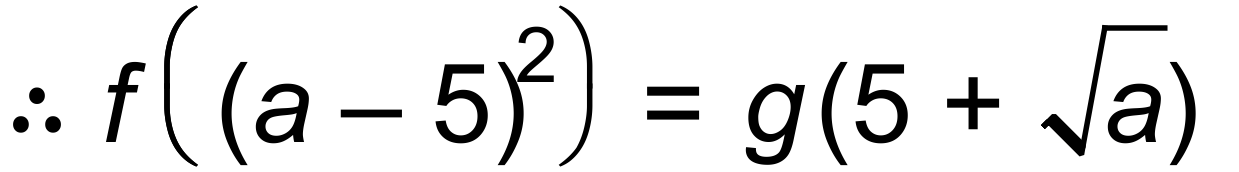 ∴ f((a − 5)²) = g(5 + √a)